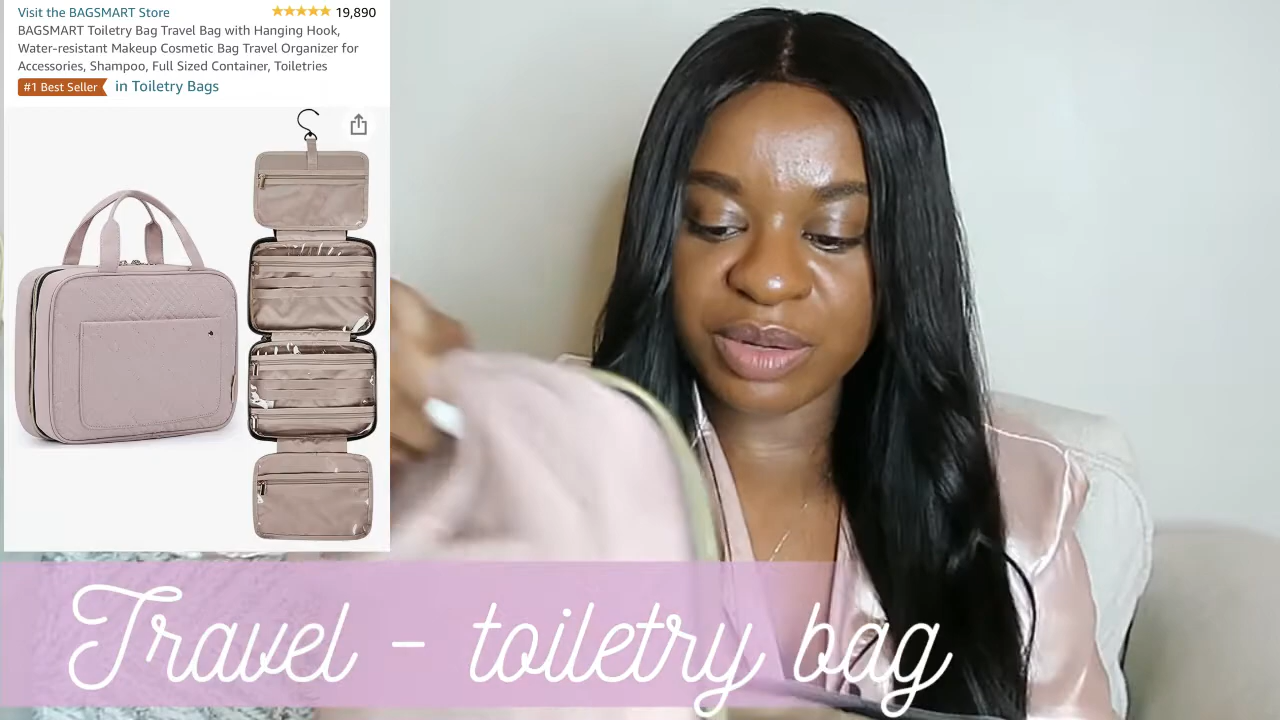 Visit the BAGSMART Store
19,890
BAGSMART Toiletry Bag Travel Bag with Hanging Hook,
Water-resistant Makeup Cosmetic Bag Travel Organizer for
Accessories, Shampoo, Full Sized Container, Toiletries
#1 Best Seller in Toiletry Bags
Travel - toiletry bag